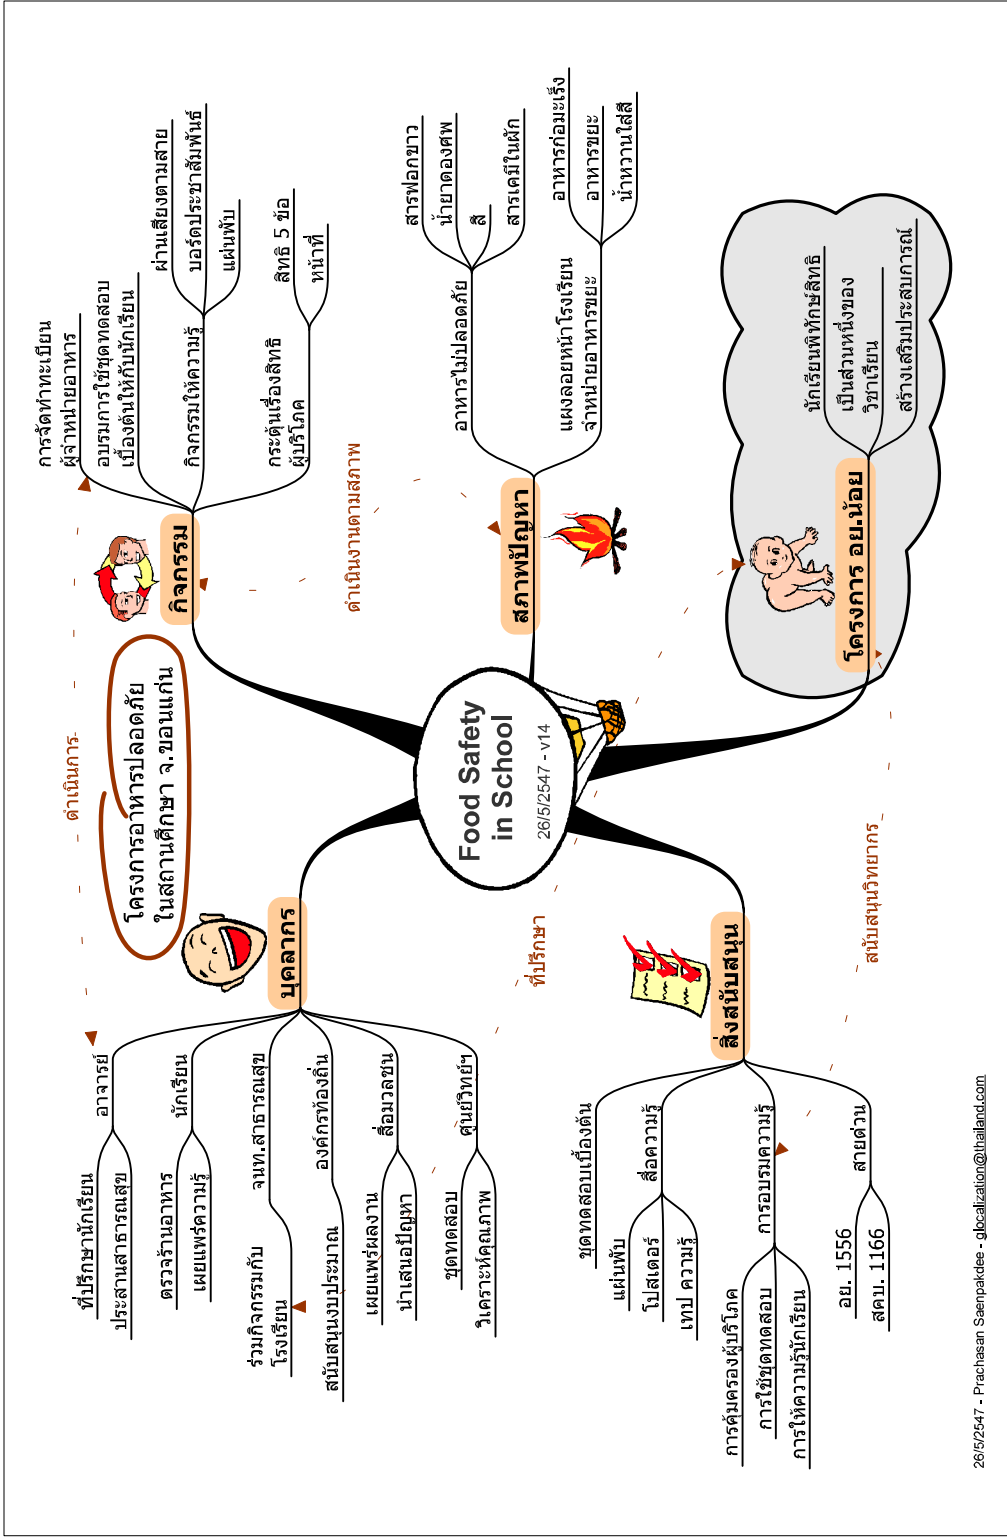 โครงการอาหารปลอดภัย
ในสถานศึกษา จ.ขอนแก่น
Food Safety
in School
26/5/2547 - v14
กิจกรรม
การจัดทำทะเบียน
ผู้จำหน่ายอาหาร
อบรมการใช้ชุดทดสอบ
เบื้องต้นให้กับนักเรียน
กิจกรรมให้ความรู้
ผ่านเสียงตามสาย
บอร์ดประชาสัมพันธ์
แผ่นพับ
กระตุ้นเรื่องสิทธิ
ผู้บริโภค
สิทธิ 5 ข้อ
หน้าที่
สภาพปัญหา
อาหารไม่ปลอดภัย
สารฟอกขาว
น้ำยาดองศพ
สี
สารเคมีในผัก
แผงลอยหน้าโรงเรียน
จำหน่ายอาหารขยะ
อาหารก่อมะเร็ง
อาหารขยะ
น้ำหวานใส่สี
โครงการ อย.น้อย
นักเรียนพิทักษ์สิทธิ
เป็นส่วนหนึ่งของ
วิชาเรียน
สร้างเสริมประสบการณ์
บุคลากร
อาจารย์
ที่ปรึกษานักเรียน
ประสานสาธารณสุข
นักเรียน
ตรวจร้านอาหาร
เผยแพร่ความรู้
จนท.สาธารณสุข
ร่วมกิจกรรมกับ
โรงเรียน
องค์กรท้องถิ่น
สนับสนุนงบประมาณ
สื่อมวลชน
เผยแพร่ผลงาน
นำเสนอปัญหา
ศูนย์วิทย์ฯ
ชุดทดสอบ
วิเคราะห์คุณภาพ
สิ่งสนับสนุน
ชุดทดสอบเบื้องต้น
สื่อความรู้
แผ่นพับ
โปสเตอร์
เทป ความรู้
การอบรมความรู้
การคุ้มครองผู้บริโภค
การใช้ชุดทดสอบ
การให้ความรู้นักเรียน
สายด่วน
อย. 1556
สคบ. 1166
ดำเนินการ
ดำเนินงานตามสภาพ
ที่ปรึกษา
สนับสนุนวิทยากร
26/5/2547 - Prachasan Saenpakdee - glocalization@thailand.com